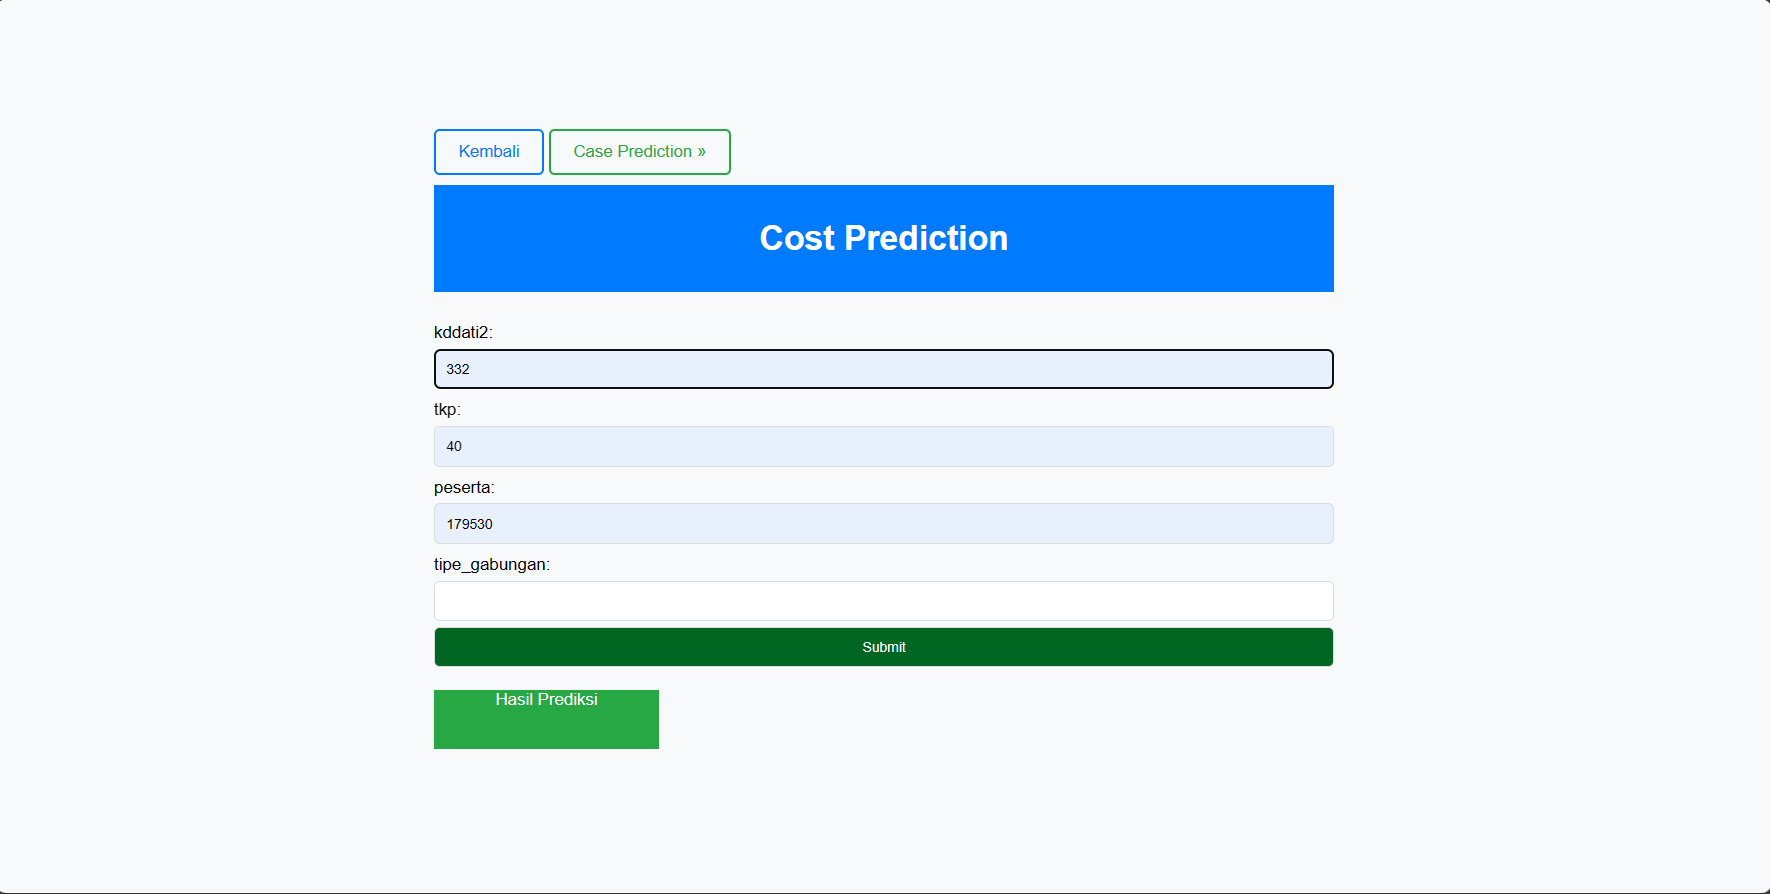 Kembali
Case Prediction »
Cost Prediction
kddati2:
332
tkp:
40
peserta:
179530
tipe_gabungan:
Submit
Hasil Prediksi